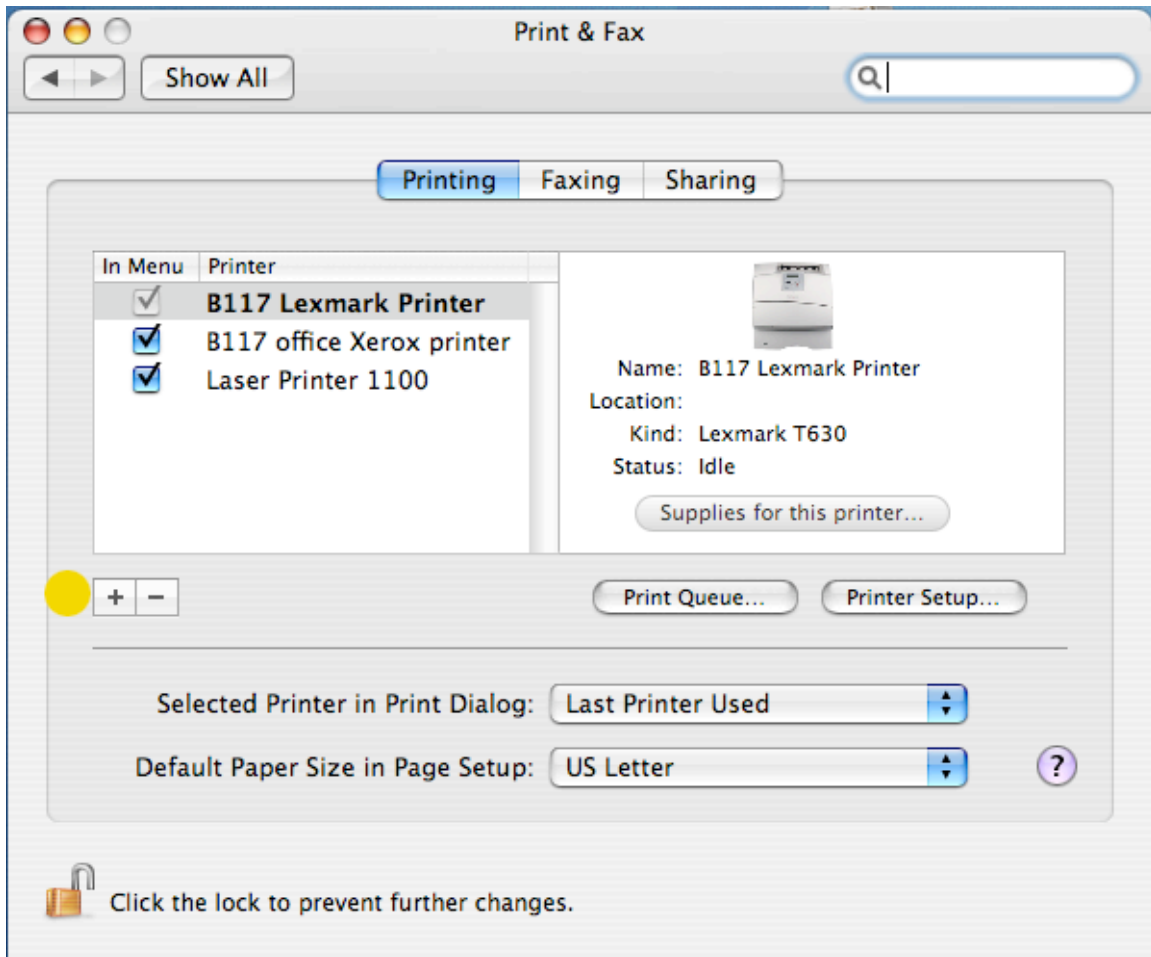 Print & Fax
Show All
Printing Faxing Sharing
In Menu Printer
B117 Lexmark Printer
B117 office Xerox printer
Laser Printer 1100
Name: B117 Lexmark Printer
Location:
Kind: Lexmark T630
Status: Idle
Supplies for this printer...
+ −
Print Queue... Printer Setup...
Selected Printer in Print Dialog: Last Printer Used
Default Paper Size in Page Setup: US Letter ?
Click the lock to prevent further changes.